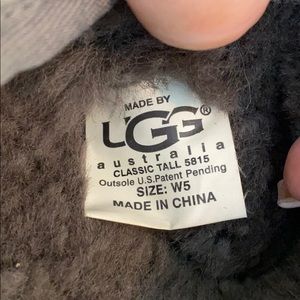 MADE BY
UGG®
australia
CLASSIC TALL 5815
Outsole U.S. Patent Pending
SIZE: W5
MADE IN CHINA